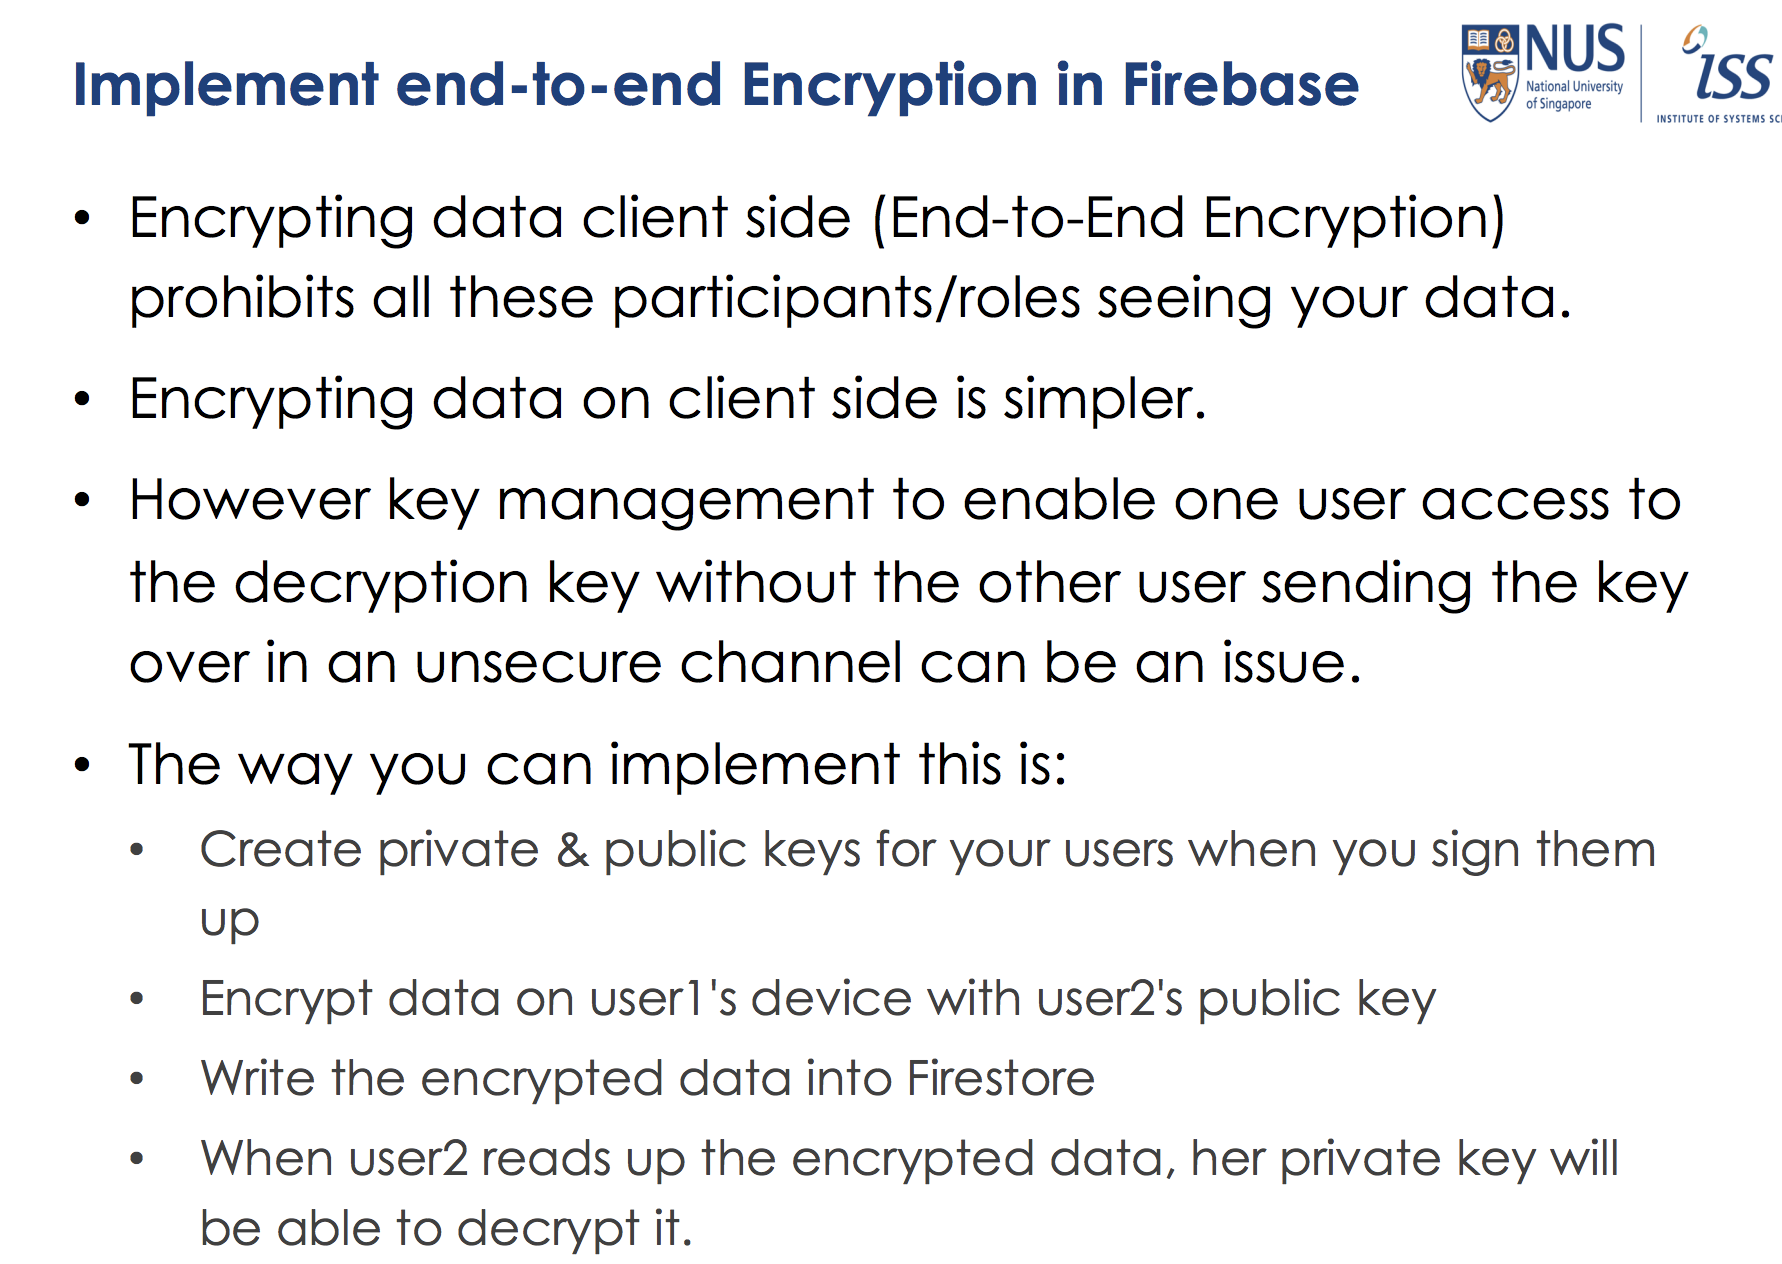 Implement end-to-end Encryption in Firebase
NUS
National University
of Singapore
ISS
INSTITUTE OF SYSTEMS SC
• Encrypting data client side (End-to-End Encryption)
prohibits all these participants/roles seeing your data.
• Encrypting data on client side is simpler.
• However key management to enable one user access to
the decryption key without the other user sending the key
over in an unsecure channel can be an issue.
• The way you can implement this is:
• Create private & public keys for your users when you sign them
up
• Encrypt data on user1's device with user2's public key
• Write the encrypted data into Firestore
• When user2 reads up the encrypted data, her private key will
be able to decrypt it.